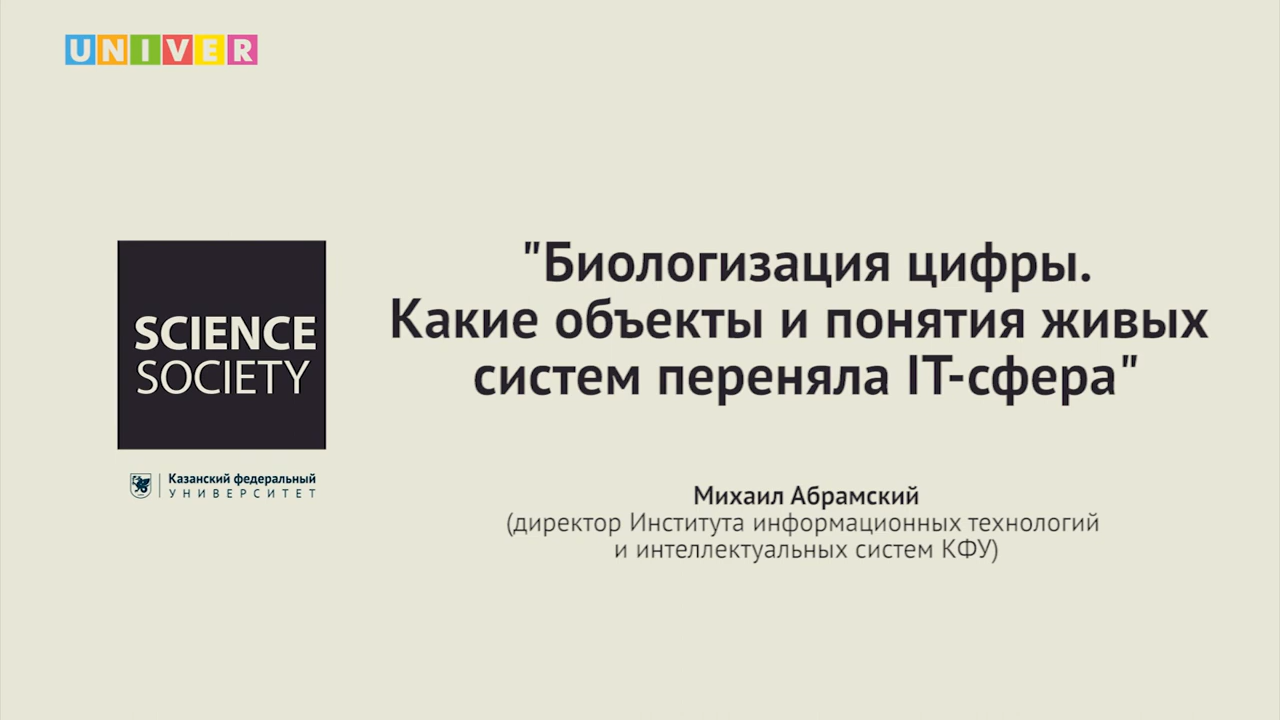 UNIVER
SCIENCE
SOCIETY
Казанский федеральный
УНИВЕРСИТЕТ
"Биологизация цифры.
Какие объекты и понятия живых
систем переняла IT-сфера"
Михаил Абрамский
(директор Института информационных технологий
и интеллектуальных систем КФУ)